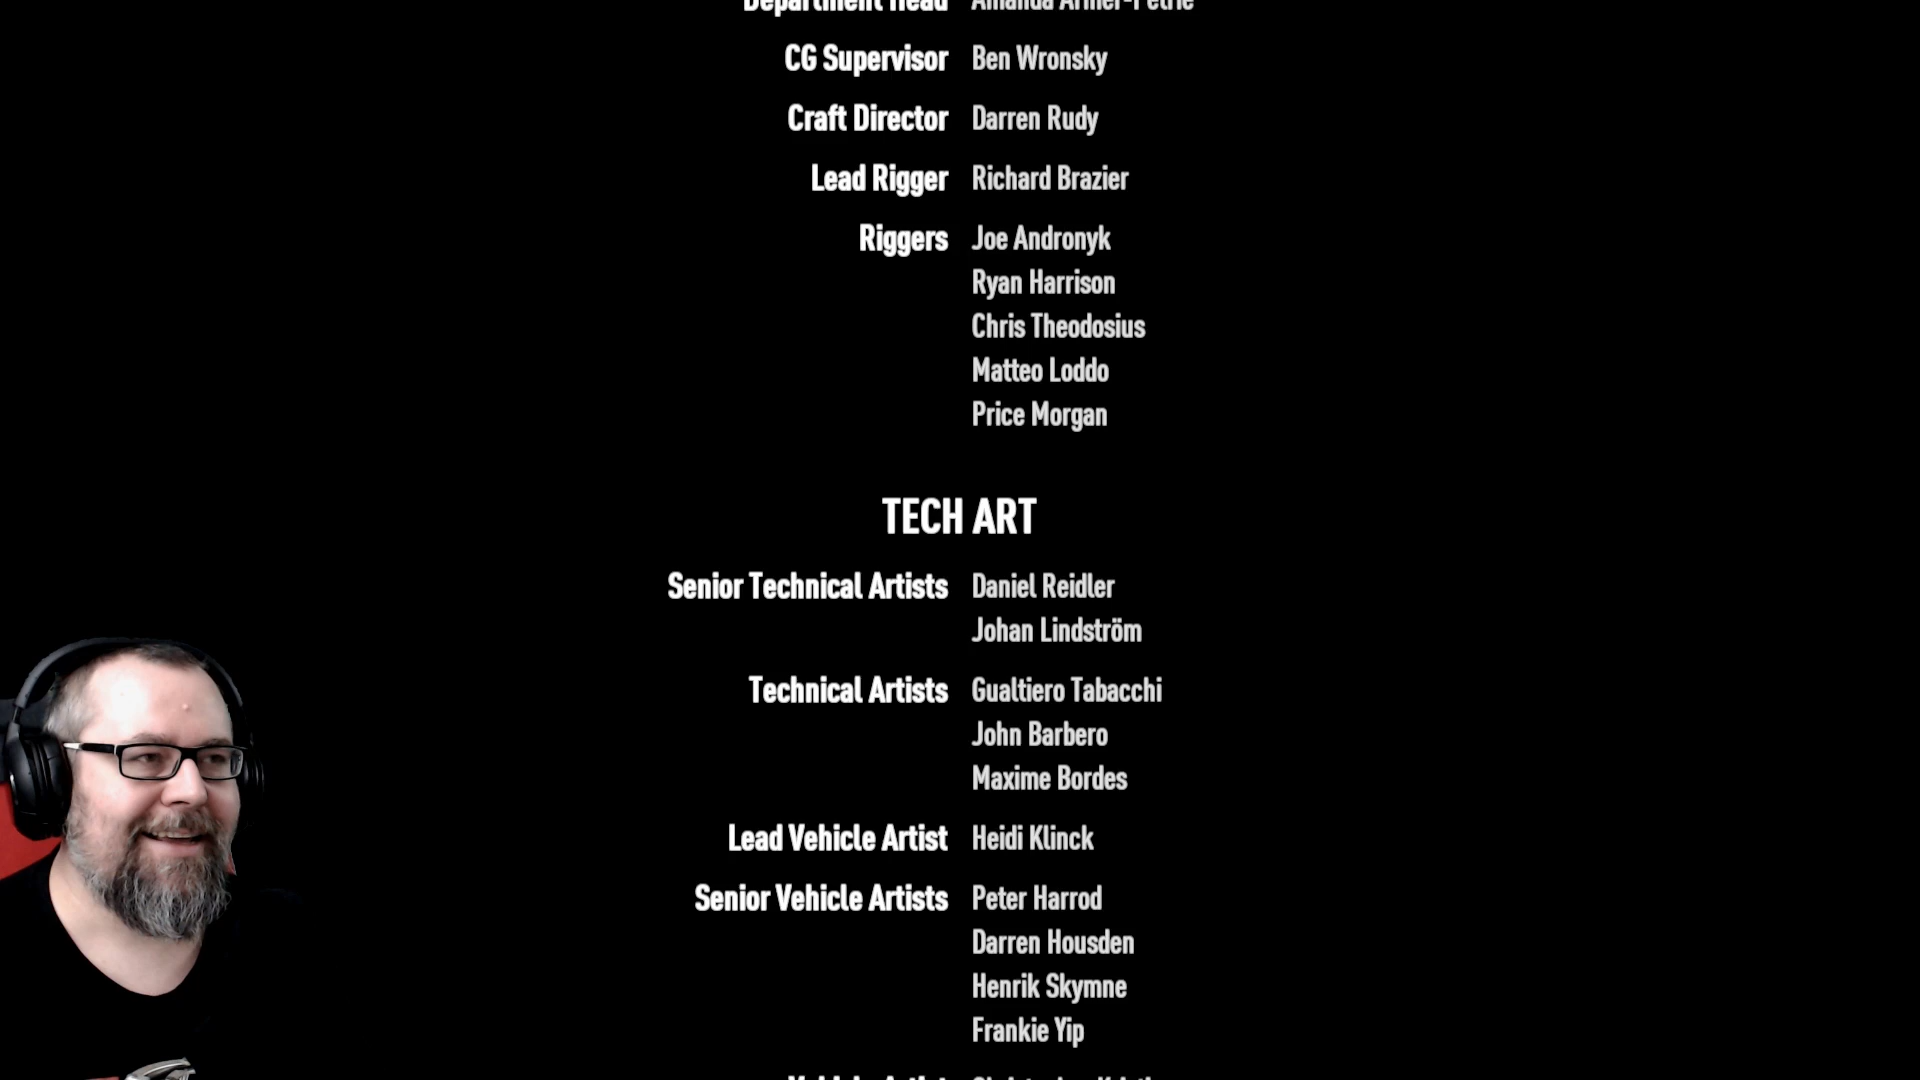 Department Head
CG Supervisor Ben Wronsky
Craft Director Darren Rudy
Lead Rigger Richard Brazier
Riggers Joe Andronyk
Ryan Harrison
Chris Theodosius
Matteo Loddo
Price Morgan
TECH ART
Senior Technical Artists Daniel Reidler
Johan Lindström
Technical Artists Gualtiero Tabacchi
John Barbero
Maxime Bordes
Lead Vehicle Artist Heidi Klinck
Senior Vehicle Artists Peter Harrod
Darren Housden
Henrik Skymne
Frankie Yip